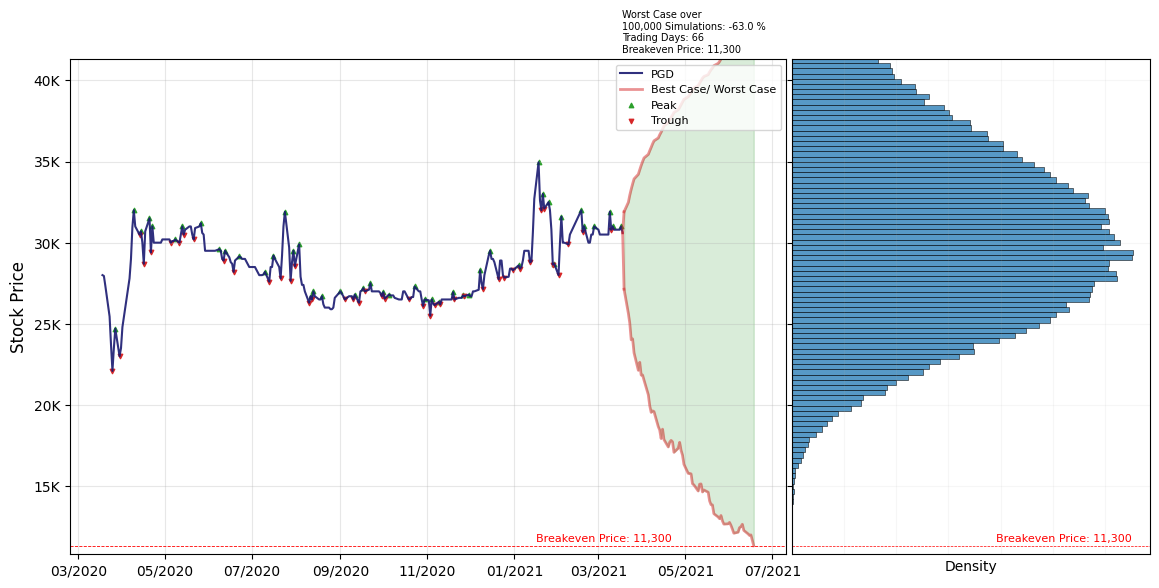 Worst Case over
100,000 Simulations: -63.0 %
Trading Days: 66
Breakeven Price: 11,300
PGD
Best Case/ Worst Case
Peak
Trough
Stock Price
40K
35K
30K
25K
20K
15K
Breakeven Price: 11,300
Breakeven Price: 11,300
03/2020 05/2020 07/2020 09/2020 11/2020 01/2021 03/2021 05/2021 07/2021
Density